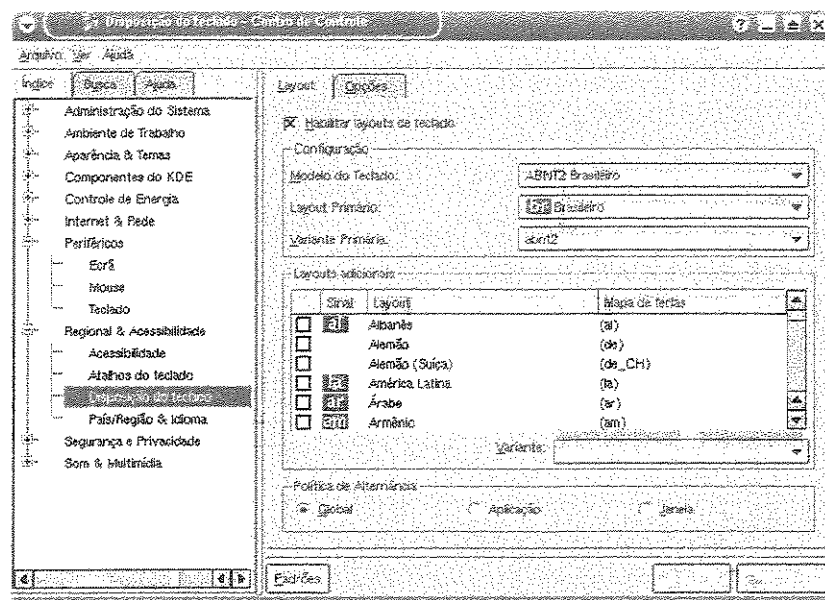 Disposição do teclado - Centro de Controle
Arquivo Ver Ajuda
Índice Busca Ajuda
Administração do Sistema
Ambiente de Trabalho
Aparência & Temas
Componentes do KDE
Controle de Energia
Internet & Rede
Periféricos
Ecrã
Mouse
Teclado
Regional & Acessibilidade
Acessibilidade
Atalhos do teclado
Disposição do teclado
País/Região & Idioma
Segurança e Privacidade
Som & Multimídia
Layout Opções
Habilitar layouts de teclado
Configuração
Modelo do Teclado: ABNT2 Brasileiro
Layout Primário: Brasileiro
Variante Primária: abnt2
Layouts adicionais
Sinal Layout Mapa de teclas
al Albanês (al)
Alemão (de)
Alemão (Suíça) (de_CH)
la América Latina (la)
ar Árabe (ar)
Armênio (am)
Variante:
Política de Alternância
Global Aplicação Janela
Padrões